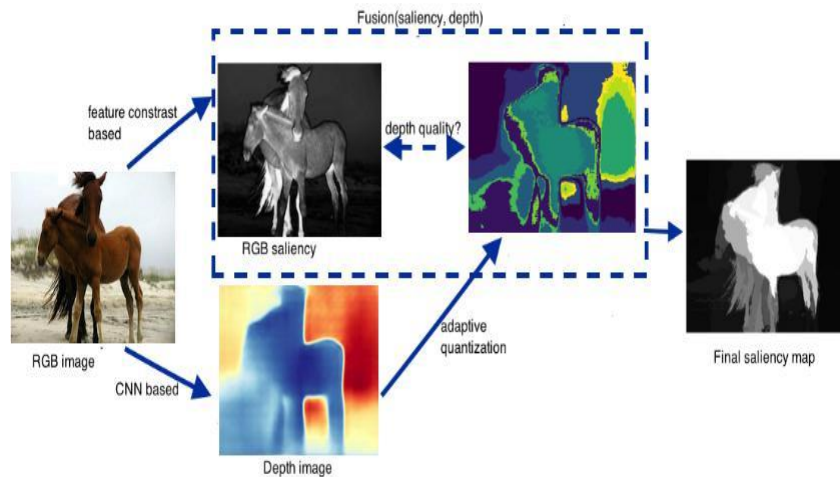 Fusion(saliency, depth)
feature constrast
based
depth quality?
RGB saliency
adaptive
quantization
RGB image
CNN based
Depth image
Final saliency map